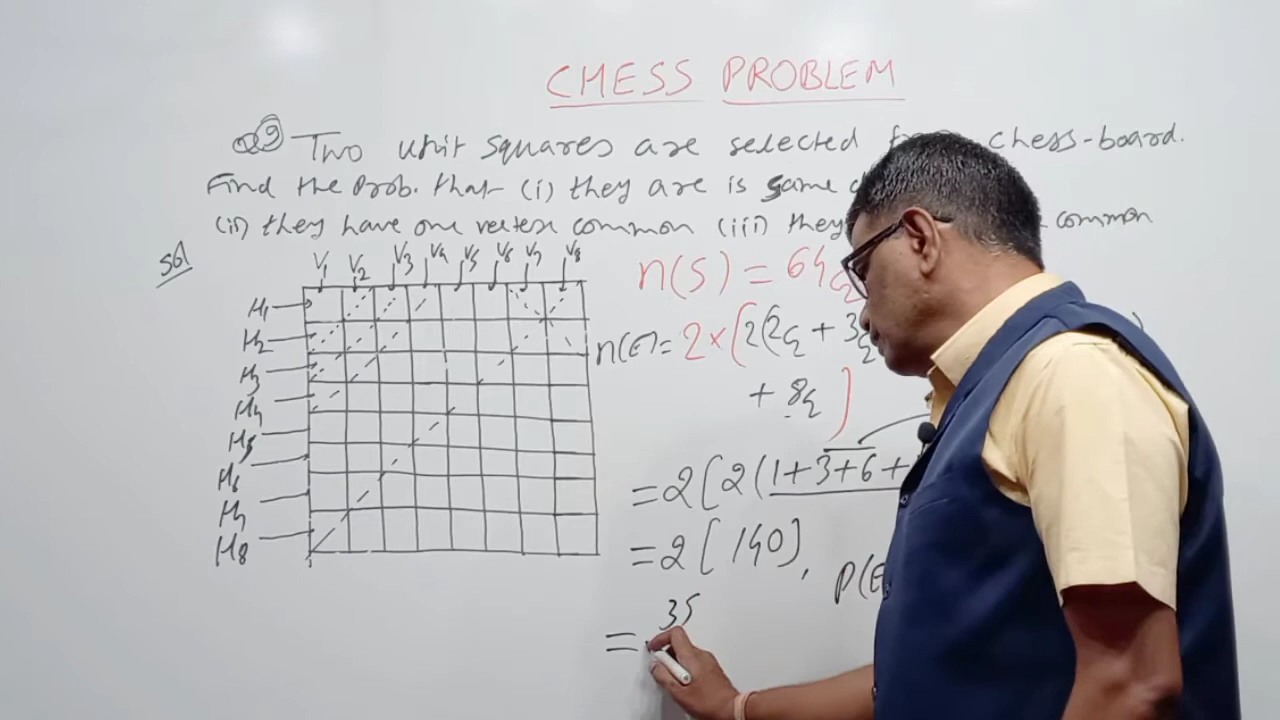 CHESS PROBLEM
Q9 Two unit squares are selected chess-board.
Find the Prob. that (i) they are is same
(ii) they have one vertex common (iii) they common
Sol
V1 V2 V3 V4 V5 V6 V7 V8
H1
H2
H3
H4
H5
H6
H7
H8
n(S) = 64C2
n(E) = 2×[2(2C2 + 3C2
+ 8C2]
=2[2(1+3+6+
=2[140],
P(E
= 35